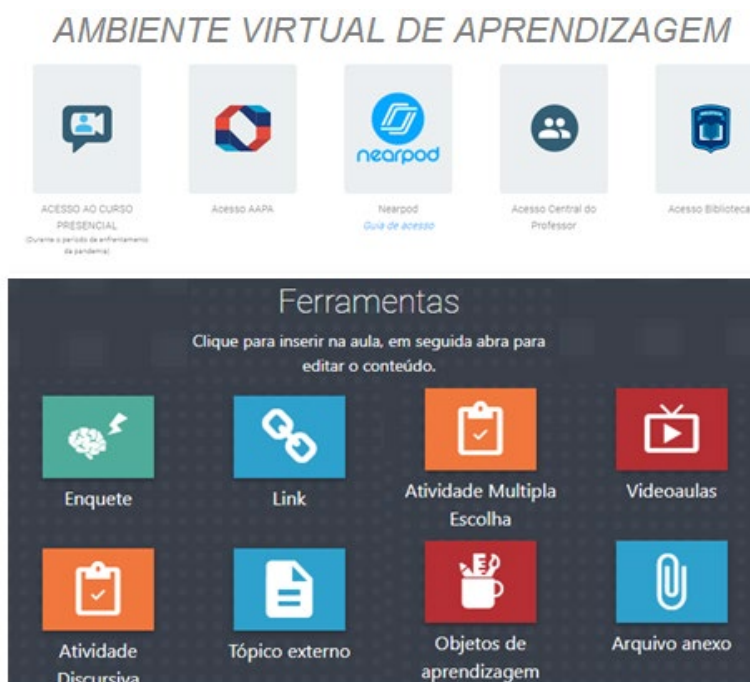 AMBIENTE VIRTUAL DE APRENDIZAGEM
nearpod
ACESSO AO CURSO
PRESENCIAL
(Durante o período de enfrentamento
da pandemia)
Acesso AAPA
Nearpod
Guia de acesso
Acesso Central do
Professor
Acesso Biblioteca
Ferramentas
Clique para inserir na aula, em seguida abra para
editar o conteúdo.
Enquete
Link
Atividade Multipla
Escolha
Videoaulas
Atividade
Discursiva
Tópico externo
Objetos de
aprendizagem
Arquivo anexo